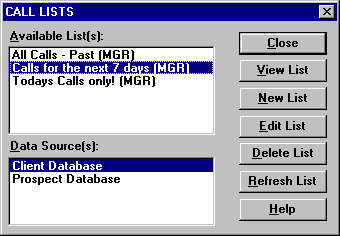 CALL LISTS
Available List(s):
All Calls - Past (MGR)
Calls for the next 7 days (MGR)
Todays Calls only! (MGR)
Data Source(s):
Client Database
Prospect Database
Close
View List
New List
Edit List
Delete List
Refresh List
Help